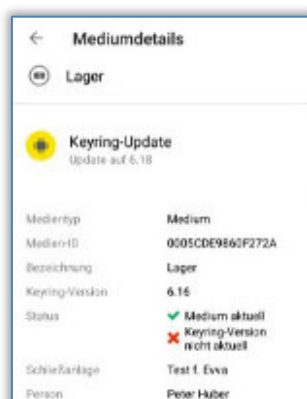 Mediumdetails
Lager
Keyring-Update
Update auf 6.18
Medientyp Medium
Medien-ID 0005CDE9860F272A
Bezeichnung Lager
Keyring-Version 6.16
Status Medium aktuell
Keyring-Version
nicht aktuell
Schließanlage Test f. Evva
Person Peter Huber